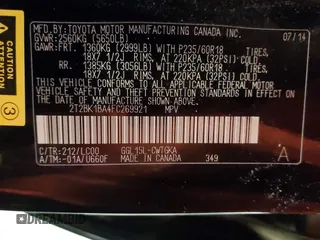 MFD.BY:TOYOTA MOTOR MANUFACTURING CANADA INC. 07/14
GVWR:2560KG (5650LB)
GAWR:FRT. 1360KG (2999LB)WITH P235/60R18 TIRES,
18X7 1/2J RIMS, AT 220KPA (32PSI) COLD
RR. 1385KG (3056LB)WITH P235/60R18 TIRES,
18X7 1/2J RIMS, AT 220KPA (32PSI) COLD
THIS VEHICLE CONFORMS TO ALL APPLICABLE FEDERAL MOTOR
VEHICLE SAFETY AND THEFT PREVENTION STANDARDS IN EFFECT
ON THE DATE OF MANUFACTURE SHOWN ABOVE.
2T2BK1BA4FC269921 MPV
C/TR:212/LC00 GGL15L-CWTGKA
A/TM:-01A/U660F MADE IN CANADA 349
A